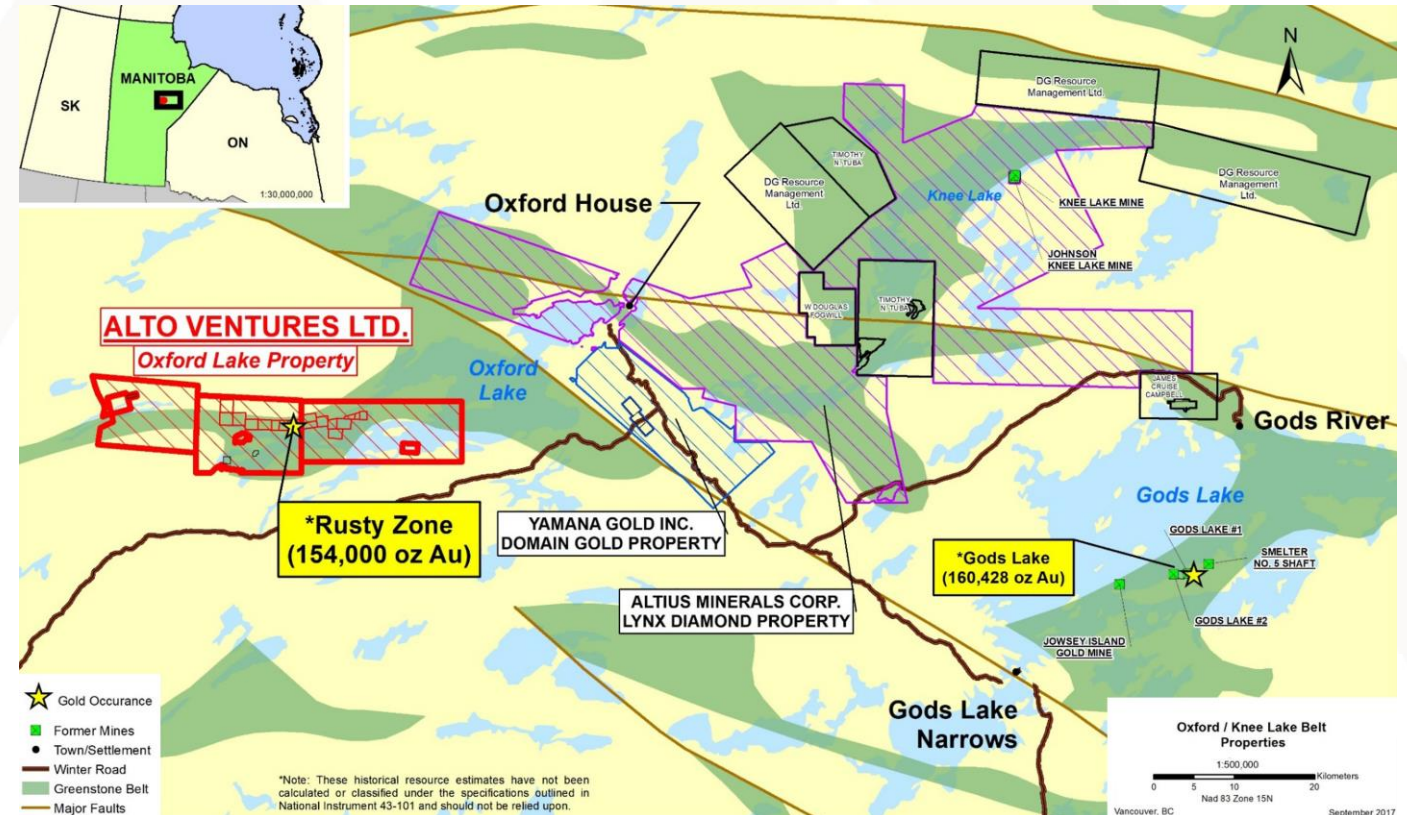 MANITOBA
SK
ON
1:30,000,000
N
DG Resource
Management Ltd.
TIMOTHY
N. TUBA
DG Resource
Management
Ltd.
DG Resource
Management
Ltd.
Oxford House
Knee Lake
KNEE LAKE MINE
JOHNSON
KNEE LAKE MINE
W.DOUGLAS
FOGWILL
TIMOTHY
N. TUBA
ALTO VENTURES LTD.
Oxford Lake Property
Oxford
Lake
JAMES
CRUISE
CAMPBELL
Gods River
Gods Lake
*Rusty Zone
(154,000 oz Au)
YAMANA GOLD INC.
DOMAIN GOLD PROPERTY
GODS LAKE #1
*Gods Lake
(160,428 oz Au)
SMELTER
NO. 5 SHAFT
ALTIUS MINERALS CORP.
LYNX DIAMOND PROPERTY
GODS LAKE #2
JOWSEY ISLAND
GOLD MINE
Gods Lake
Narrows
Gold Occurance
Former Mines
Town/Settlement
Winter Road
Greenstone Belt
Major Faults
*Note: These historical resource estimates have not been
calculated or classified under the specifications outlined in
National Instrument 43-101 and should not be relied upon.
Oxford / Knee Lake Belt
Properties
1:500,000
Kilometers
0 5 10 20
Nad 83 Zone 15N
Vancouver, BC
September 2017